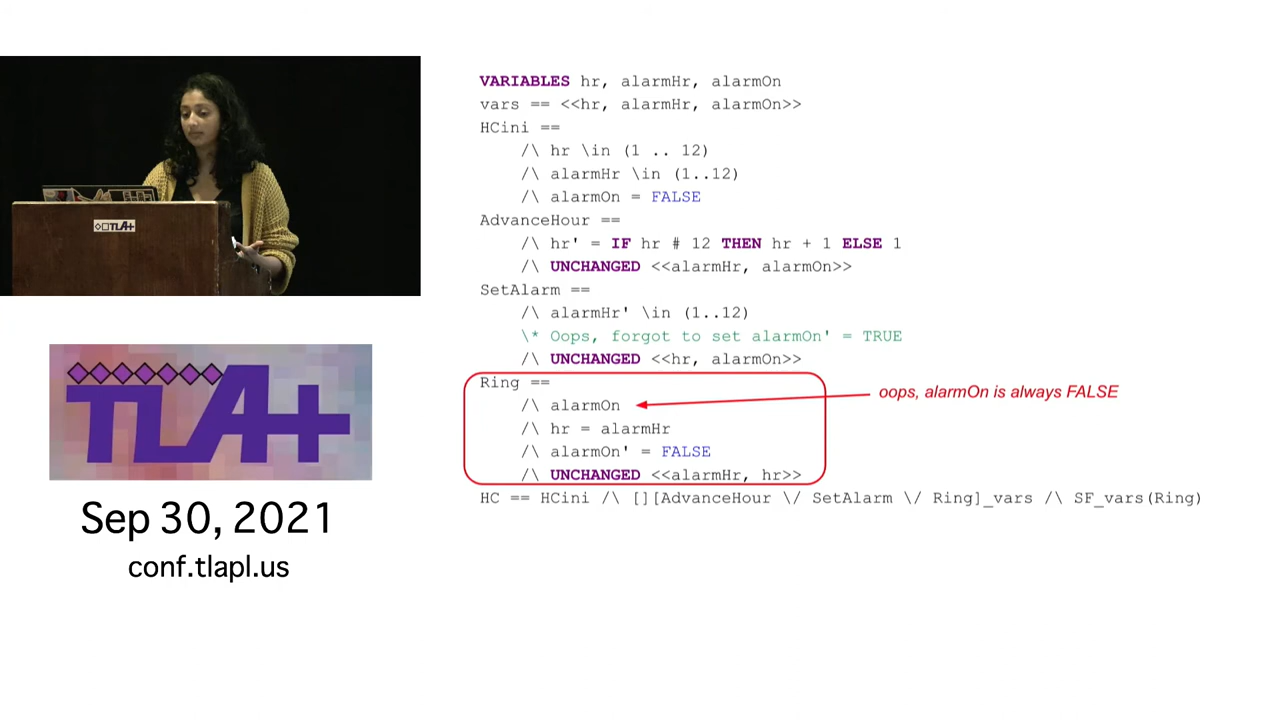 VARIABLES hr, alarmHr, alarmOn
vars == <<hr, alarmHr, alarmOn>>
HCini ==
/\ hr \in (1 .. 12)
/\ alarmHr \in (1..12)
/\ alarmOn = FALSE
AdvanceHour ==
/\ hr' = IF hr # 12 THEN hr + 1 ELSE 1
/\ UNCHANGED <<alarmHr, alarmOn>>
SetAlarm ==
/\ alarmHr' \in (1..12)
\* Oops, forgot to set alarmOn' = TRUE
/\ UNCHANGED <<hr, alarmOn>>
Ring ==
/\ alarmOn
oops, alarmOn is always FALSE
/\ hr = alarmHr
/\ alarmOn' = FALSE
/\ UNCHANGED <<alarmHr, hr>>
HC == HCini /\ [][AdvanceHour \/ SetAlarm \/ Ring]_vars /\ SF_vars(Ring)
TLA+
TLA+
Sep 30, 2021
conf.tlapl.us